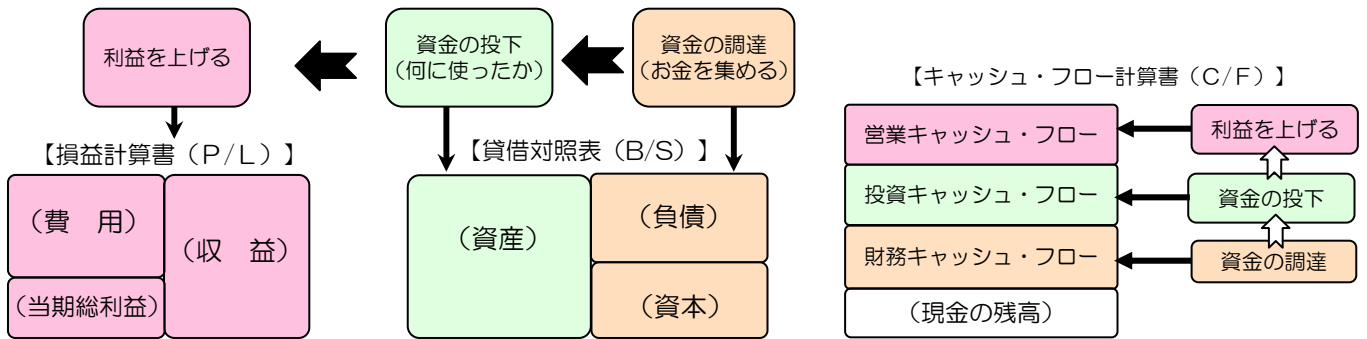 利益を上げる
資金の投下
（何に使ったか）
資金の調達
（お金を集める）
【損益計算書（Ｐ/Ｌ）】
（費　用）
（収　益）
（当期総利益）
【貸借対照表（B/S）】
（資産）
（負債）
（資本）
【キャッシュ・フロー計算書（Ｃ/Ｆ）】
営業キャッシュ・フロー
利益を上げる
投資キャッシュ・フロー
資金の投下
財務キャッシュ・フロー
資金の調達
（現金の残高）